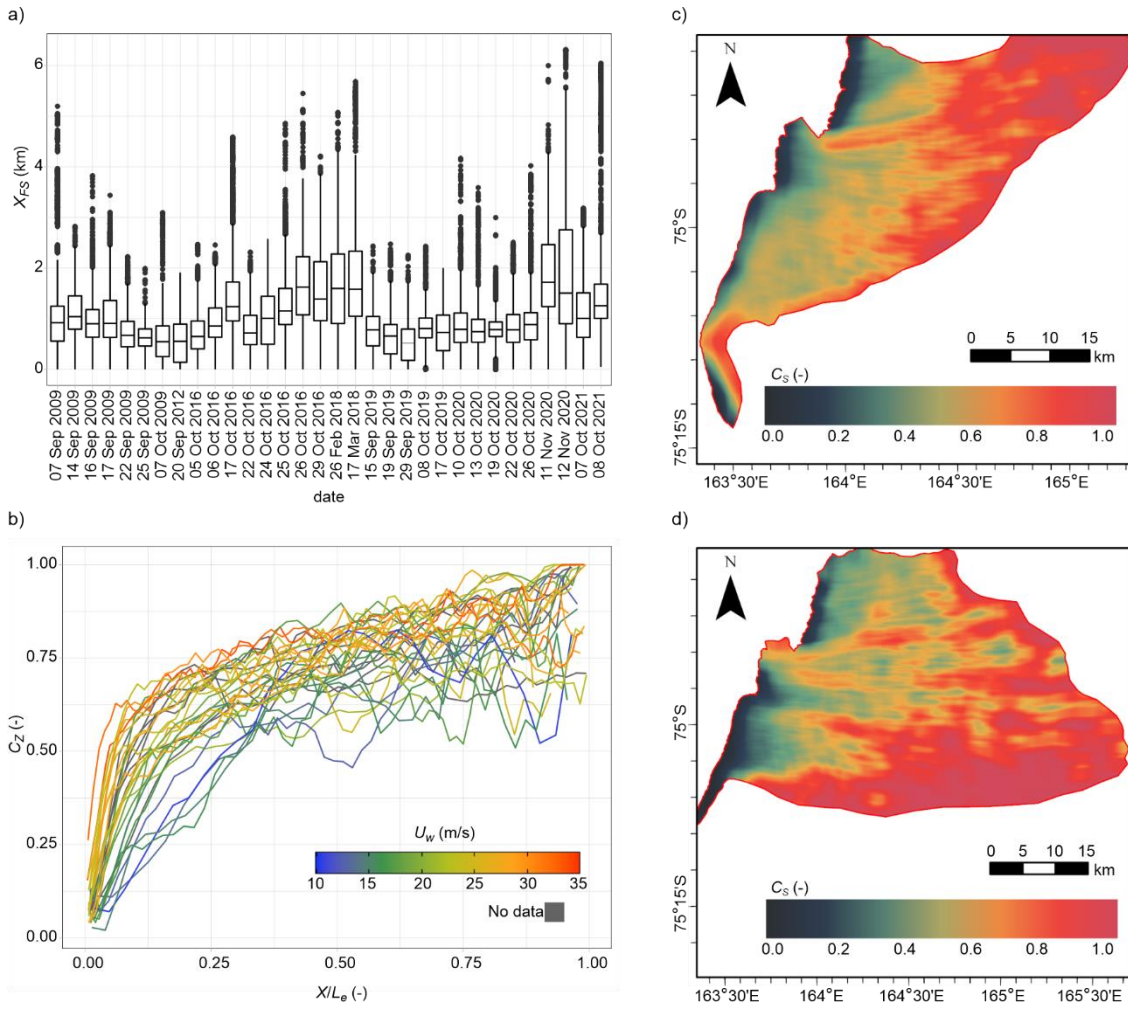 a)
X_FS (km)
6
4
2
0
07 Sep 2009
14 Sep 2009
16 Sep 2009
17 Sep 2009
22 Sep 2009
25 Sep 2009
07 Oct 2009
20 Sep 2012
05 Oct 2016
06 Oct 2016
17 Oct 2016
22 Oct 2016
24 Oct 2016
25 Oct 2016
26 Oct 2016
29 Oct 2016
26 Feb 2018
17 Mar 2018
15 Sep 2019
19 Sep 2019
29 Sep 2019
08 Oct 2019
17 Oct 2019
10 Oct 2020
13 Oct 2020
19 Oct 2020
22 Oct 2020
26 Oct 2020
11 Nov 2020
12 Nov 2020
07 Oct 2021
08 Oct 2021
date
b)
C_Z (-)
1.00
0.75
0.50
0.25
0.00
U_w (m/s)
10 15 20 25 30 35
No data
0.00 0.25 0.50 0.75 1.00
X/L_e (-)
c)
N
75°S
75°15'S
0 5 10 15
km
C_S (-)
0.0 0.2 0.4 0.6 0.8 1.0
163°30'E 164°E 164°30'E 165°E
d)
N
75°S
75°15'S
0 5 10 15
km
C_S (-)
0.0 0.2 0.4 0.6 0.8 1.0
163°30'E 164°E 164°30'E 165°E 165°30'E